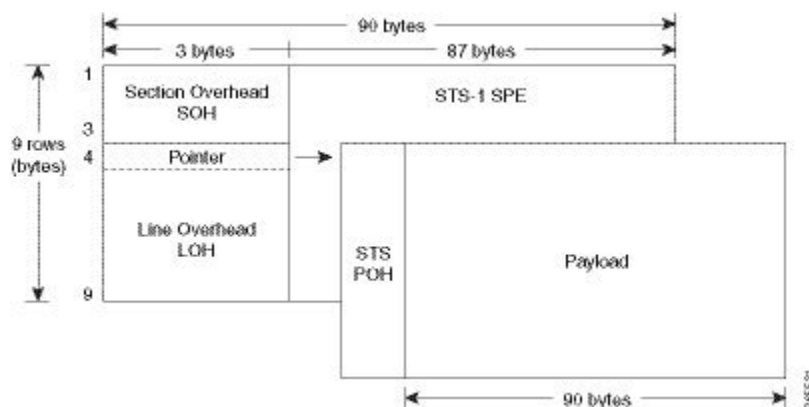 90 bytes
3 bytes
87 bytes
1
Section Overhead
SOH
STS-1 SPE
3
9 rows
(bytes)
4
Pointer
Line Overhead
LOH
STS
POH
Payload
9
90 bytes